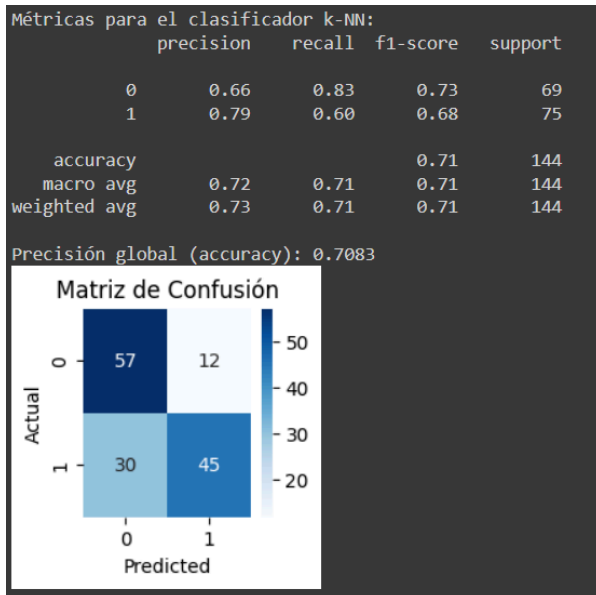 Métricas para el clasificador k-NN:
precision recall f1-score support
0 0.66 0.83 0.73 69
1 0.79 0.60 0.68 75
accuracy 0.71 144
macro avg 0.72 0.71 0.71 144
weighted avg 0.73 0.71 0.71 144
Precisión global (accuracy): 0.7083
Matriz de Confusión
0 57 12
1 30 45
0 1
Actual
Predicted
50
40
30
20